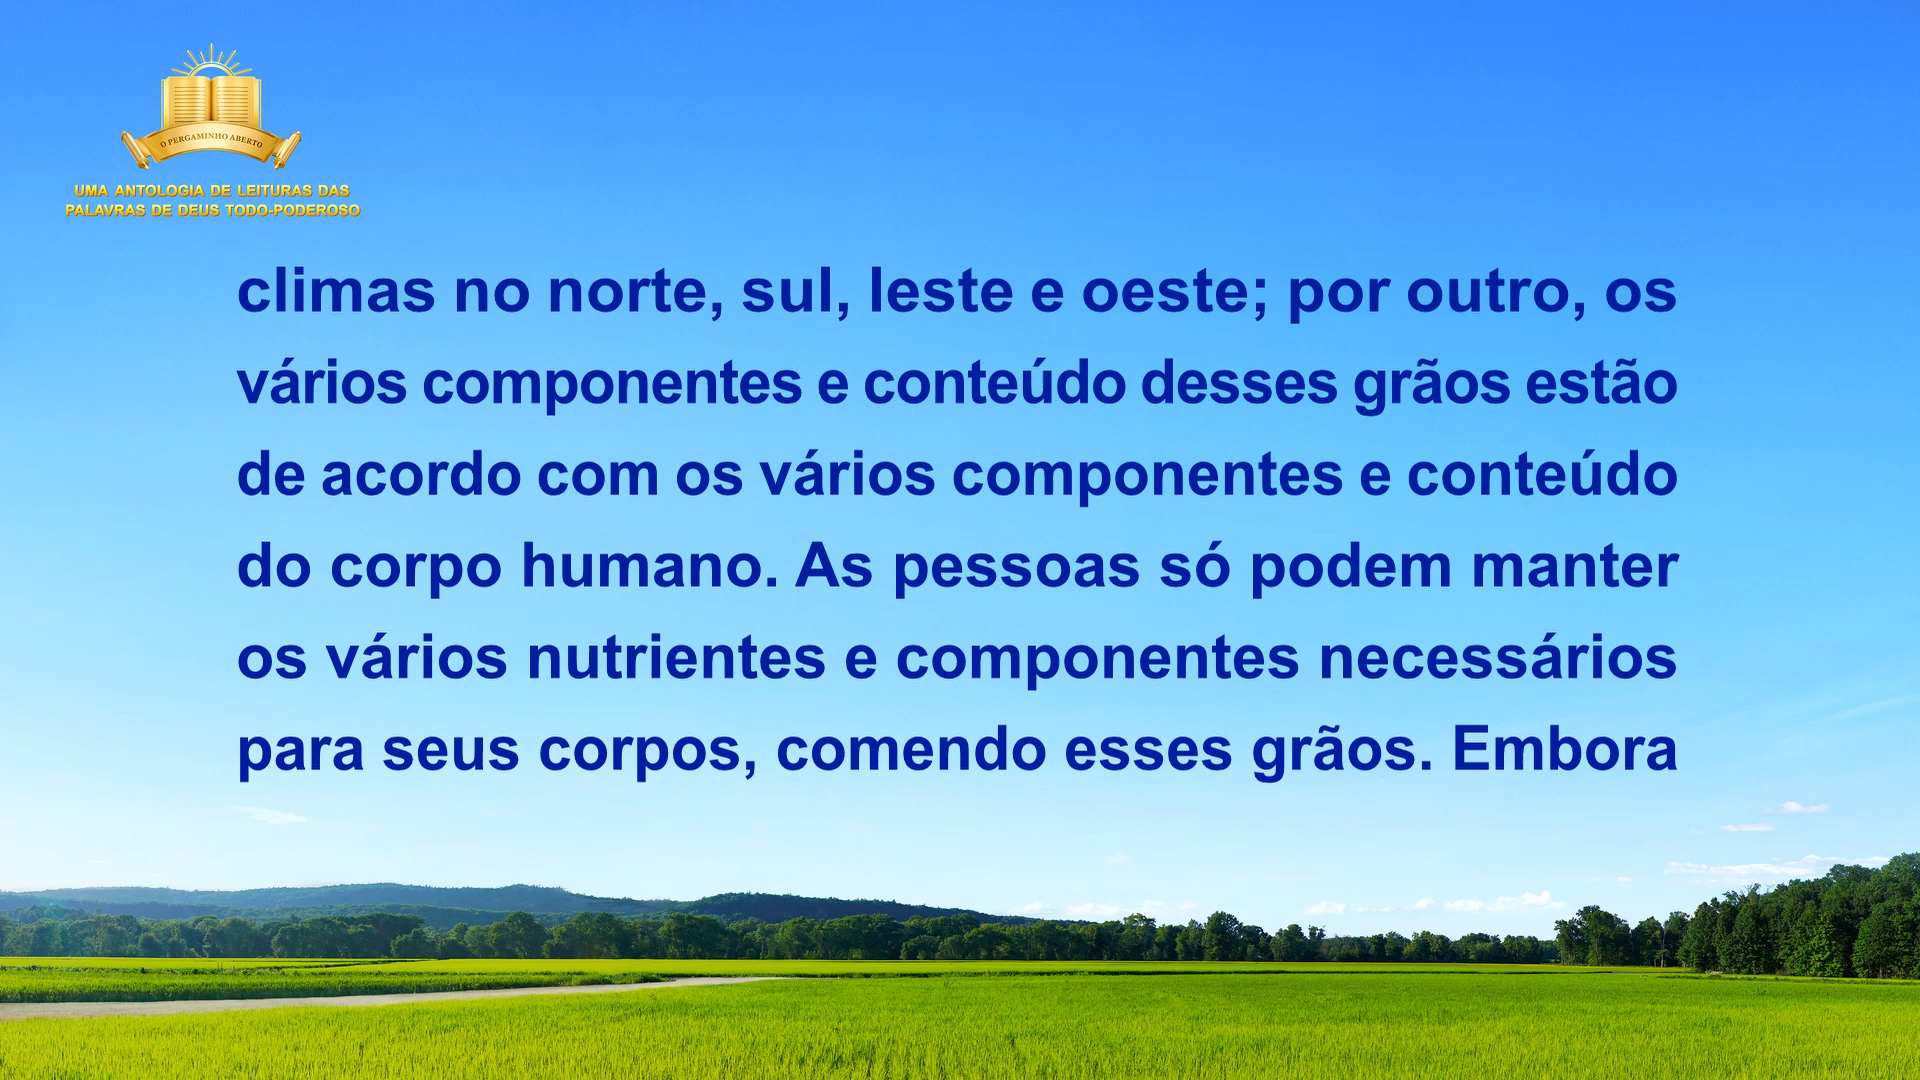 O PERGAMINHO ABERTO
UMA ANTOLOGIA DE LEITURAS DAS
PALAVRAS DE DEUS TODO-PODEROSO
climas no norte, sul, leste e oeste; por outro, os
vários componentes e conteúdo desses grãos estão
de acordo com os vários componentes e conteúdo
do corpo humano. As pessoas só podem manter
os vários nutrientes e componentes necessários
para seus corpos, comendo esses grãos. Embora